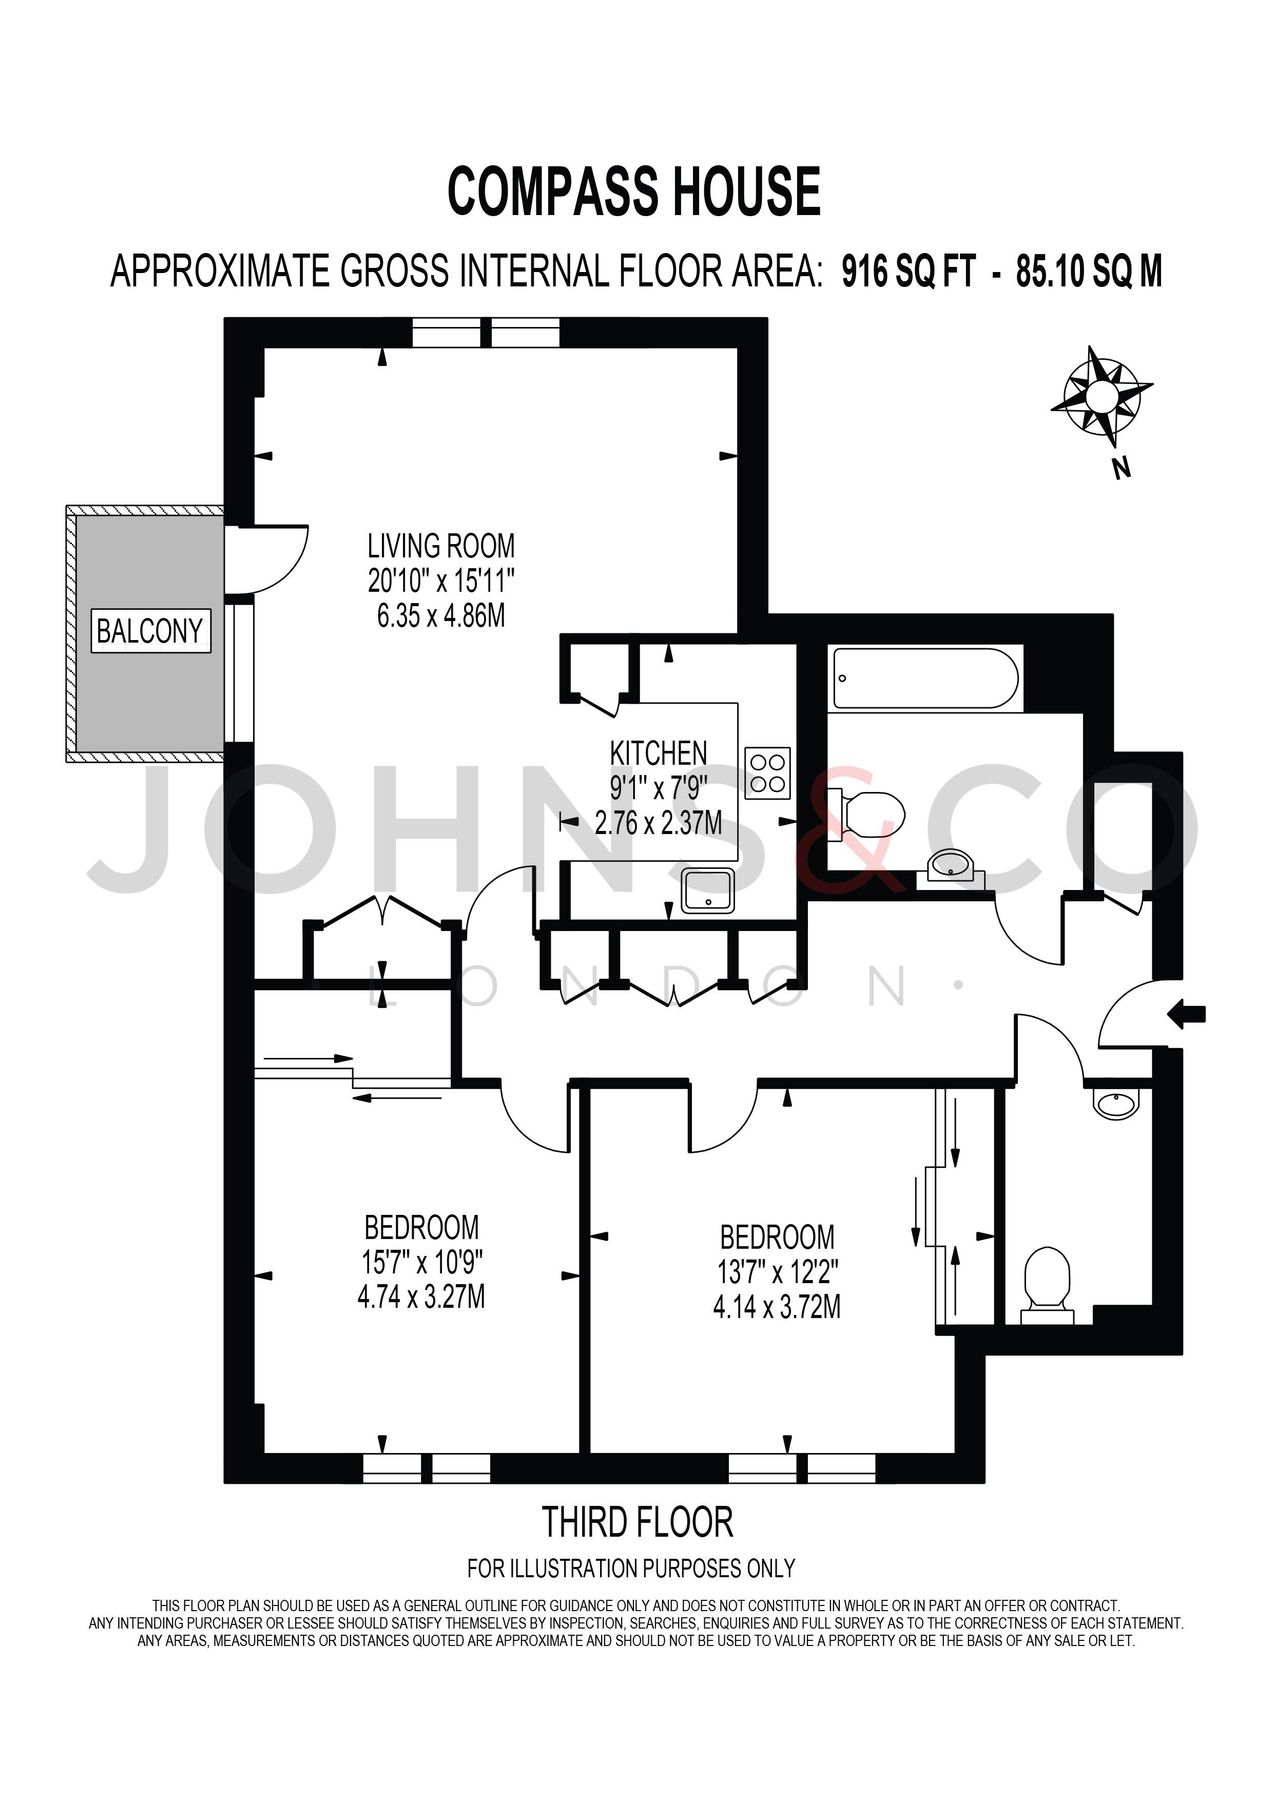 COMPASS HOUSE
APPROXIMATE GROSS INTERNAL FLOOR AREA: 916 SQ FT - 85.10 SQ M
N
LIVING ROOM
20'10" x 15'11"
6.35 x 4.86M
BALCONY
KITCHEN
9'1" x 7'9"
2.76 x 2.37M
JOHNS&CO
· LONDON ·
BEDROOM
15'7" x 10'9"
4.74 x 3.27M
BEDROOM
13'7" x 12'2"
4.14 x 3.72M
THIRD FLOOR
FOR ILLUSTRATION PURPOSES ONLY
THIS FLOOR PLAN SHOULD BE USED AS A GENERAL OUTLINE FOR GUIDANCE ONLY AND DOES NOT CONSTITUTE IN WHOLE OR IN PART AN OFFER OR CONTRACT.
ANY INTENDING PURCHASER OR LESSEE SHOULD SATISFY THEMSELVES BY INSPECTION, SEARCHES, ENQUIRIES AND FULL SURVEY AS TO THE CORRECTNESS OF EACH STATEMENT.
ANY AREAS, MEASUREMENTS OR DISTANCES QUOTED ARE APPROXIMATE AND SHOULD NOT BE USED TO VALUE A PROPERTY OR BE THE BASIS OF ANY SALE OR LET.